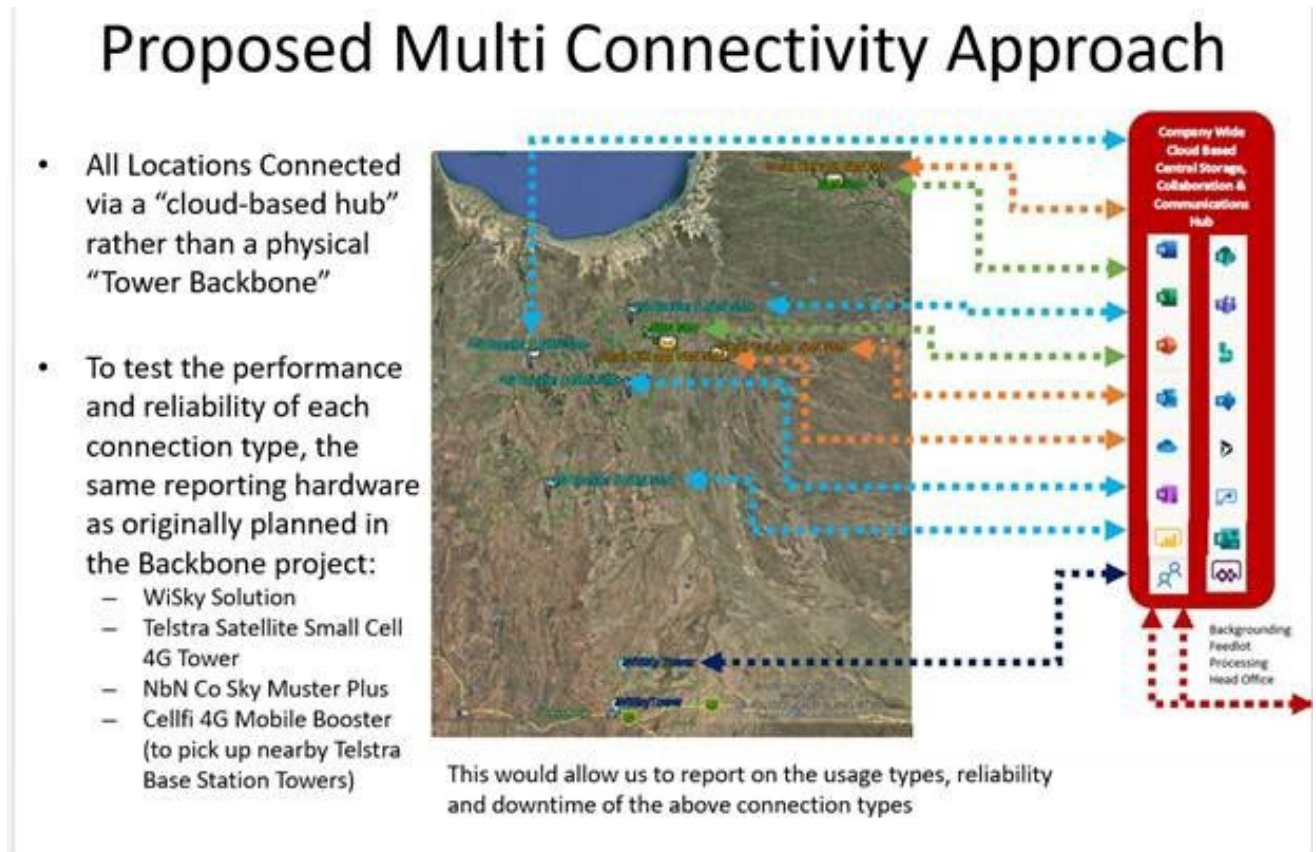 Proposed Multi Connectivity Approach
• All Locations Connected
via a “cloud-based hub”
rather than a physical
“Tower Backbone”
• To test the performance
and reliability of each
connection type, the
same reporting hardware
as originally planned in
the Backbone project:
– WiSky Solution
– Telstra Satellite Small Cell
4G Tower
– NbN Co Sky Muster Plus
– Cellfi 4G Mobile Booster
(to pick up nearby Telstra
Base Station Towers)
WiSky Tower
WiSkyTower
This would allow us to report on the usage types, reliability
and downtime of the above connection types
Company Wide
Cloud Based
Central Storage,
Collaboration &
Communications
Hub
Backgrounding
Feedlot
Processing
Head Office